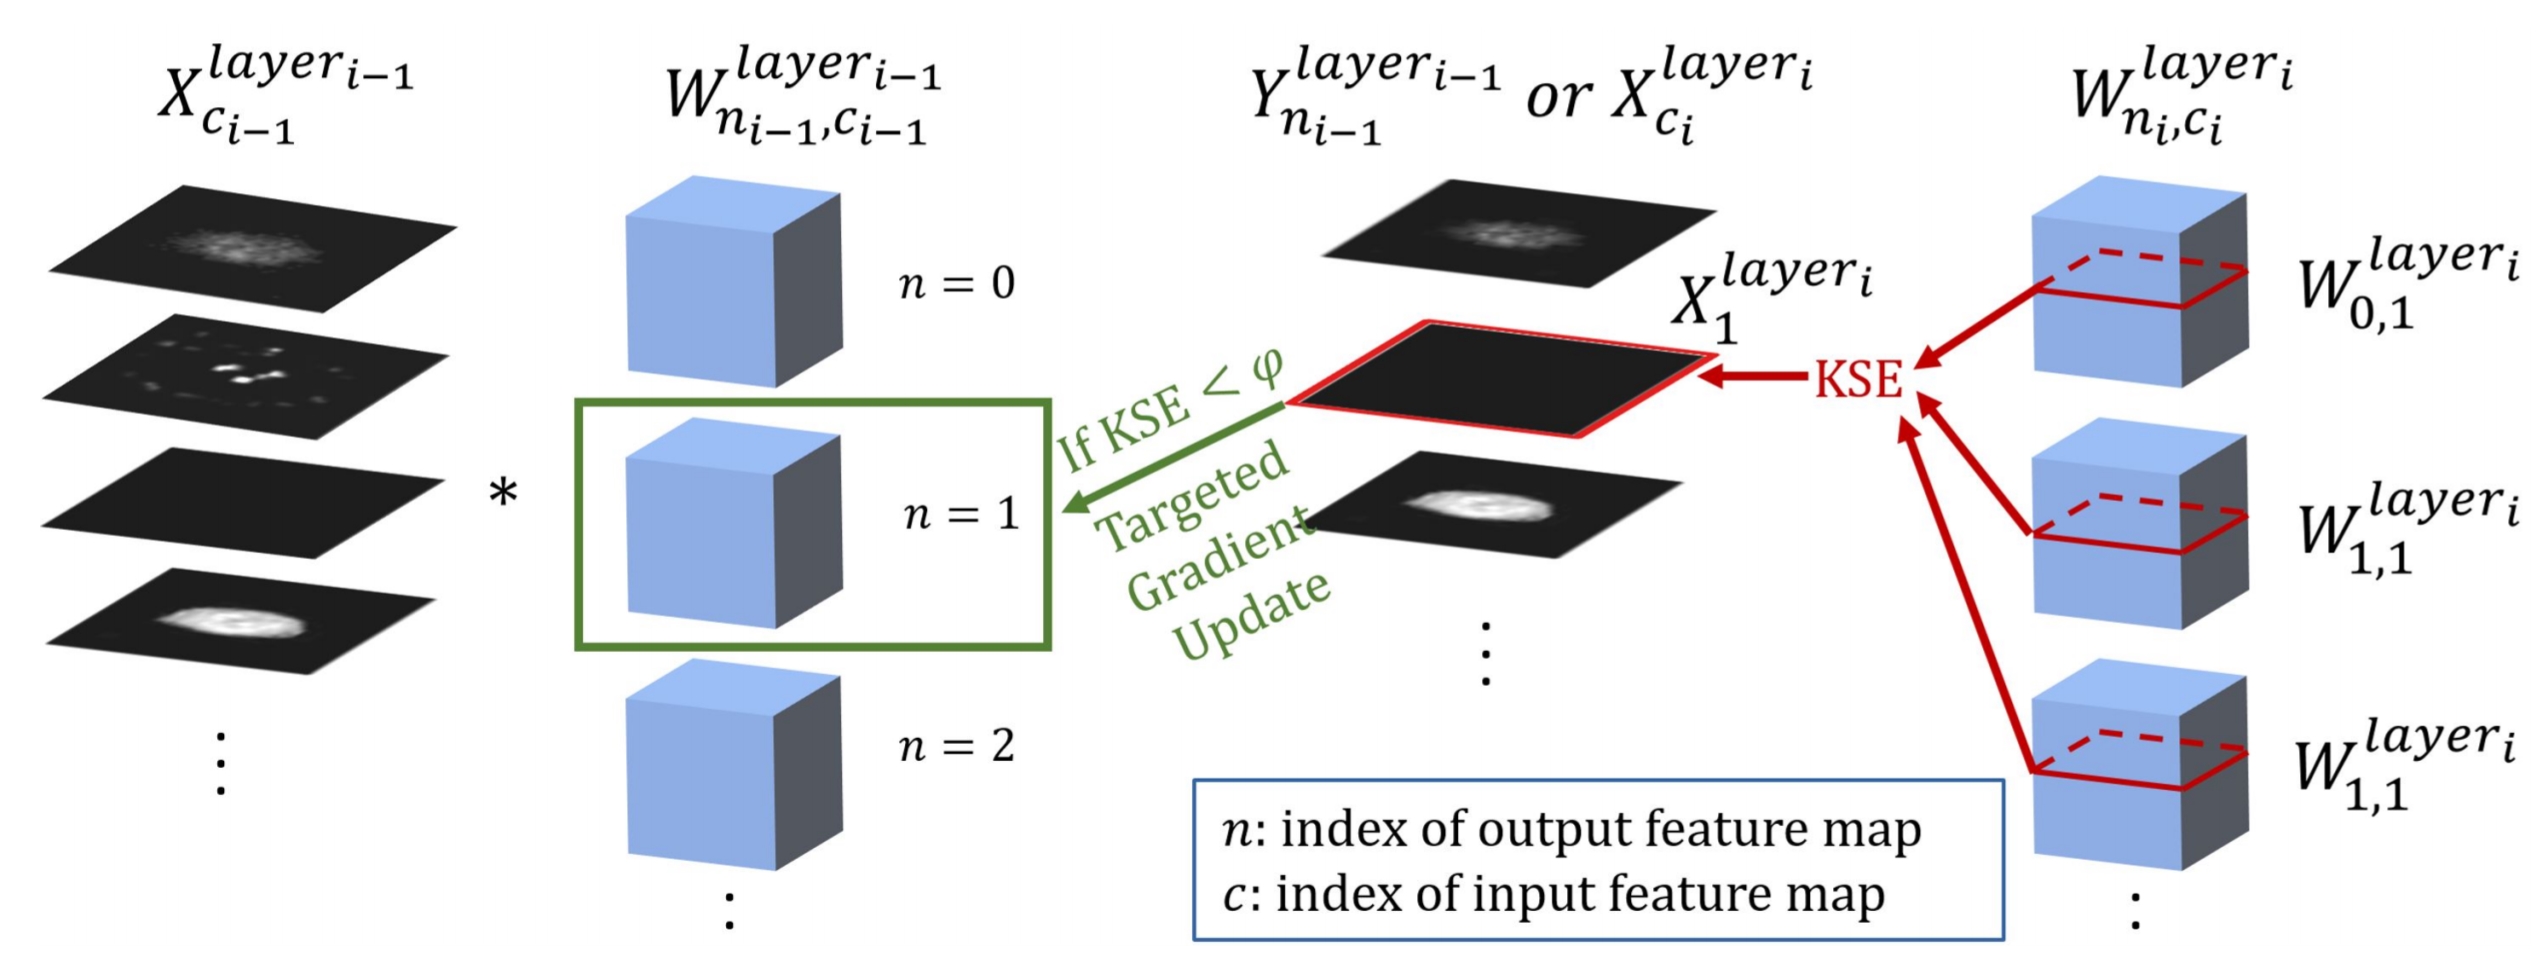 X_{c_{i-1}}^{layer_{i-1}}
W_{n_{i-1},c_{i-1}}^{layer_{i-1}}
Y_{n_{i-1}}^{layer_{i-1}} or X_{c_i}^{layer_i}
W_{n_i,c_i}^{layer_i}
n = 0
*
n = 1
n = 2
If KSE < φ
Targeted
Gradient
Update
X_1^{layer_i}
KSE
W_{0,1}^{layer_i}
W_{1,1}^{layer_i}
W_{1,1}^{layer_i}
n: index of output feature map
c: index of input feature map